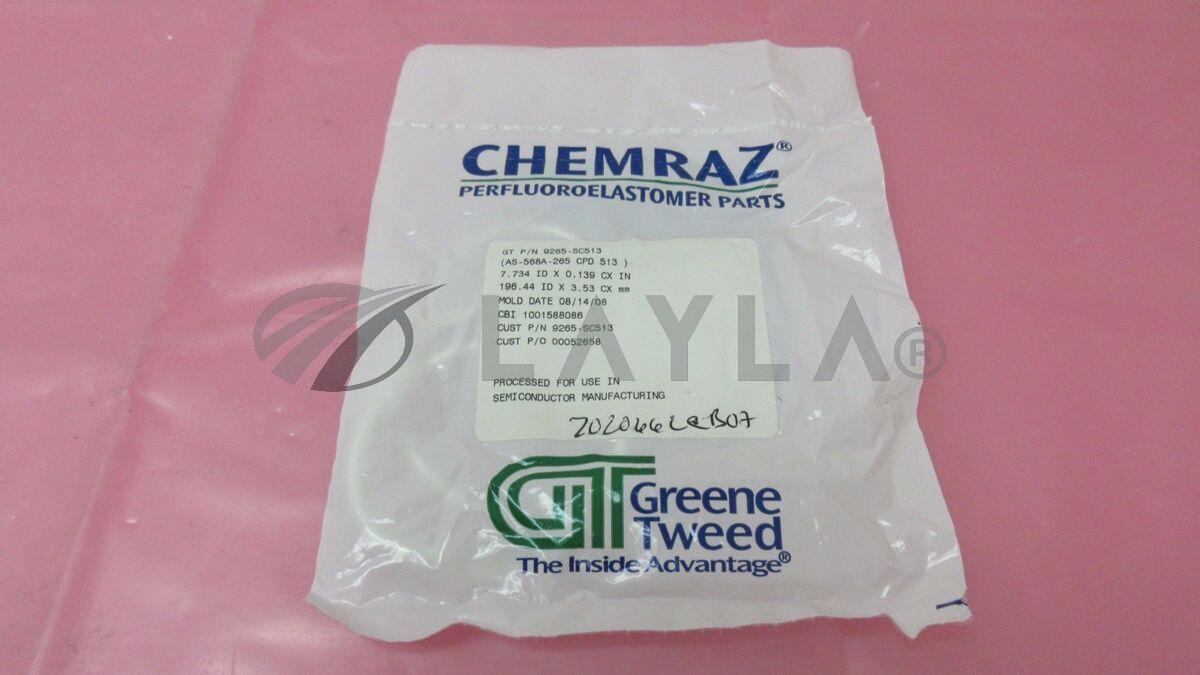 CHEMRAZ®
PERFLUOROELASTOMER PARTS
GT P/N 9265-SC513
(AS-568A-265 CPD 513 )
7.734 ID X 0.139 CX IN
196.44 ID X 3.53 CX mm
MOLD DATE 08/14/08
CBI 1001588086
CUST P/N 9265-SC513
CUST P/O 00052658
LAYLA®
PROCESSED FOR USE IN
SEMICONDUCTOR MANUFACTURING
GT Greene
Tweed
The Inside Advantage®